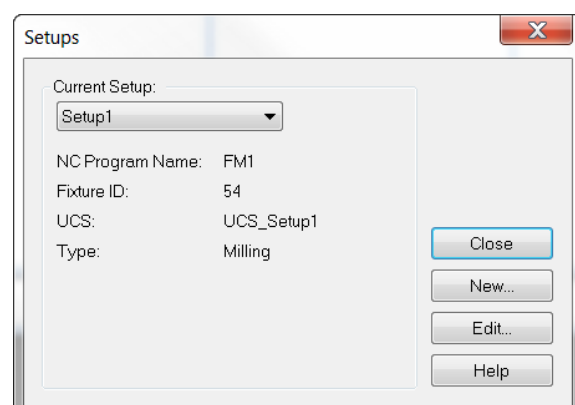 Setups
Current Setup:
Setup1
NC Program Name: FM1
Fixture ID: 54
UCS: UCS_Setup1
Type: Milling
Close
New...
Edit...
Help